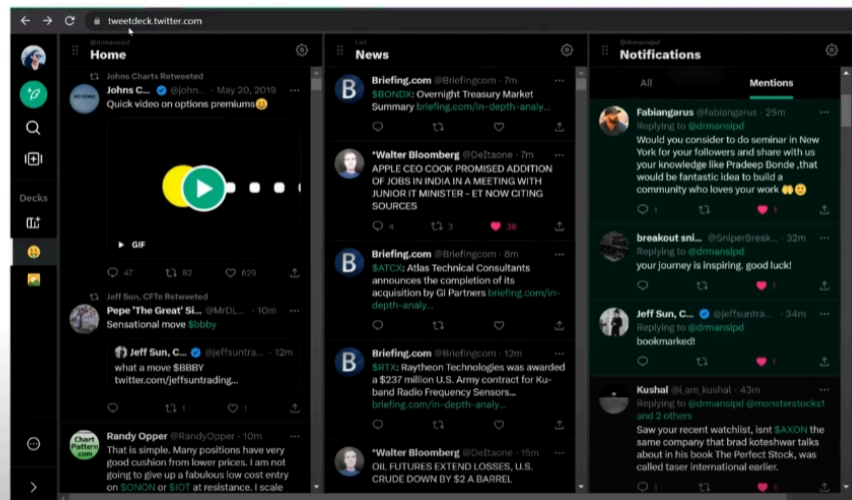 tweetdeck.twitter.com
@drmansipd
Home
Johns Charts Retweeted
Johns C... @john... · May 20, 2019
Quick video on options premiums
GIF
47 82 629
Jeff Sun, CFTe Retweeted
Pepe 'The Great' Si... @MrDL... · 10m
Sensational move $bbby
Jeff Sun, C... @jeffsuntra... · 12m
what a move $BBBY
twitter.com/jeffsuntrading...
1 1
Chart
Pattern
.com
Randy Opper @RandyOpper · 10m
That is simple. Many positions have very
good cushion from lower prices. I am not
going to give up a fabulous low cost entry
on $ONON or $IOT at resistance. I scale
Decks
List
News
Briefing.com @Briefingcom · 7m
$BONDX: Overnight Treasury Market
Summary briefing.com/in-depth-analy...
*Walter Bloomberg @DeItaone · 7m
APPLE CEO COOK PROMISED ADDITION
OF JOBS IN INDIA IN A MEETING WITH
JUNIOR IT MINISTER - ET NOW CITING
SOURCES
4 3 38
Briefing.com @Briefingcom · 8m
$ATCX: Atlas Technical Consultants
announces the completion of its
acquisition by GI Partners briefing.com/in-
depth-analy...
Briefing.com @Briefingcom · 12m
$RTX: Raytheon Technologies was awarded
a $237 million U.S. Army contract for Ku-
band Radio Frequency Sensors...
briefing.com/in-depth-analy...
*Walter Bloomberg @DeItaone · 15m
OIL FUTURES EXTEND LOSSES, U.S.
CRUDE DOWN BY $2 A BARREL
@drmansipd
Notifications
All Mentions
Fabiangarus @fabiangarus · 25m
Replying to @drmansipd
Would you consider to do seminar in New
York for your followers and share with us
your knowledge like Pradeep Bonde ,that
would be fantastic idea to build a
community who loves your work
1 1
breakout sni... @SniperBreak... · 32m
Replying to @drmansipd
your journey is inspiring. good luck!
1
Jeff Sun, C... @jeffsuntra... · 34m
Replying to @drmansipd
bookmarked!
1
Kushal @i_am_kushal · 43m
Replying to @drmansipd @monsterstocks1
and 2 others
Saw your recent watchlist, isnt $AXON the
same company that brad koteshwar talks
about in his book The Perfect Stock, was
called taser international earlier.
1 1